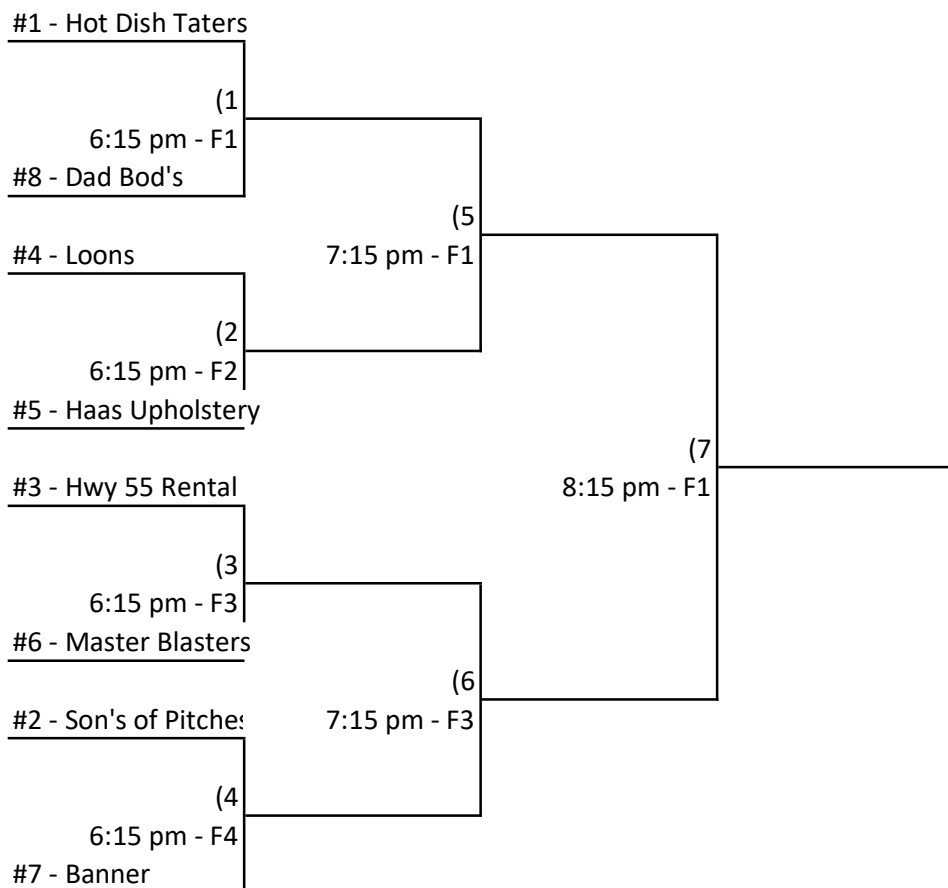 #1 - Hot Dish Taters
(1
6:15 pm - F1
#8 - Dad Bod's
(5
7:15 pm - F1
#4 - Loons
(2
6:15 pm - F2
#5 - Haas Upholstery
(7
8:15 pm - F1
#3 - Hwy 55 Rental
(3
6:15 pm - F3
#6 - Master Blasters
(6
7:15 pm - F3
#2 - Son's of Pitches
(4
6:15 pm - F4
#7 - Banner